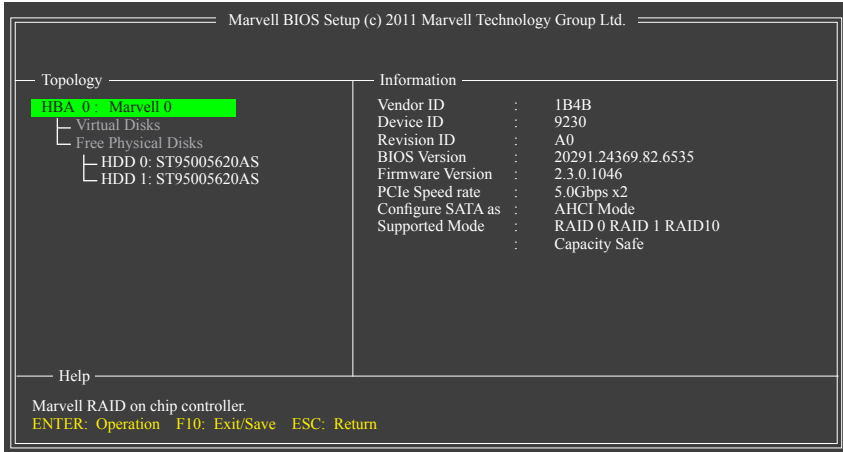 Marvell BIOS Setup (c) 2011 Marvell Technology Group Ltd.
Topology
HBA 0 : Marvell 0
Virtual Disks
Free Physical Disks
HDD 0: ST95005620AS
HDD 1: ST95005620AS
Information
Vendor ID : 1B4B
Device ID : 9230
Revision ID : A0
BIOS Version : 20291.24369.82.6535
Firmware Version : 2.3.0.1046
PCIe Speed rate : 5.0Gbps x2
Configure SATA as : AHCI Mode
Supported Mode : RAID 0 RAID 1 RAID10
: Capacity Safe
Help
Marvell RAID on chip controller.
ENTER: Operation F10: Exit/Save ESC: Return